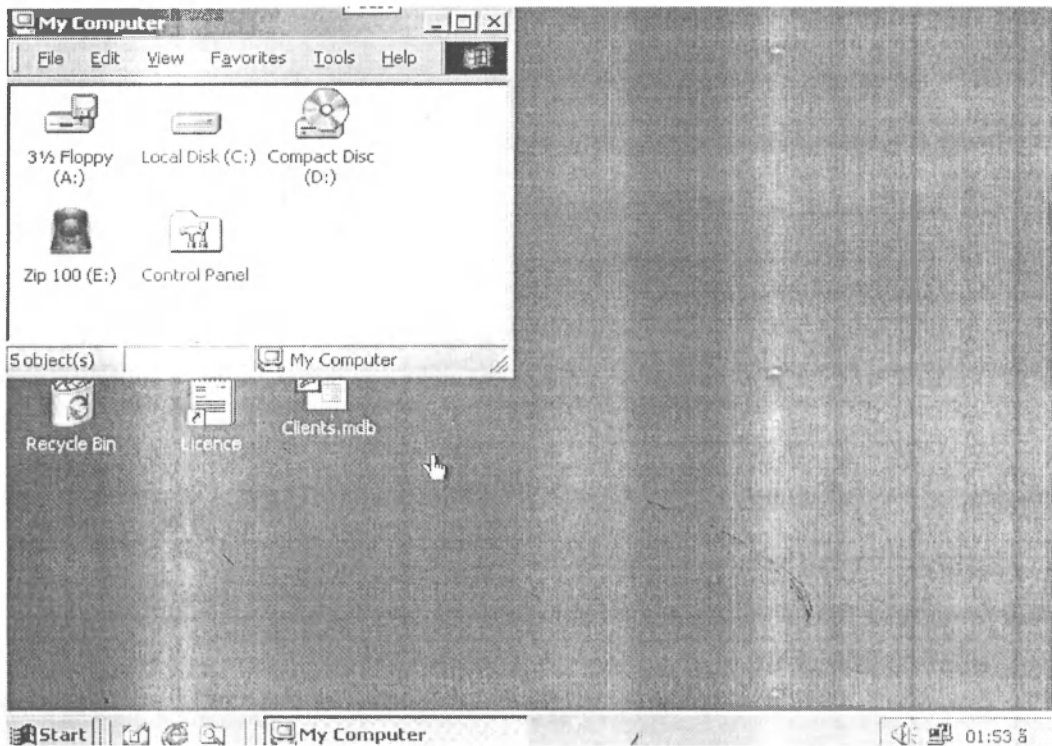 My Computer
File Edit View Favorites Tools Help
3½ Floppy (A:)
Local Disk (C:)
Compact Disc (D:)
Zip 100 (E:)
Control Panel
5 object(s)
My Computer
Recycle Bin
Licence
Clients.mdb
Start
My Computer
01:53